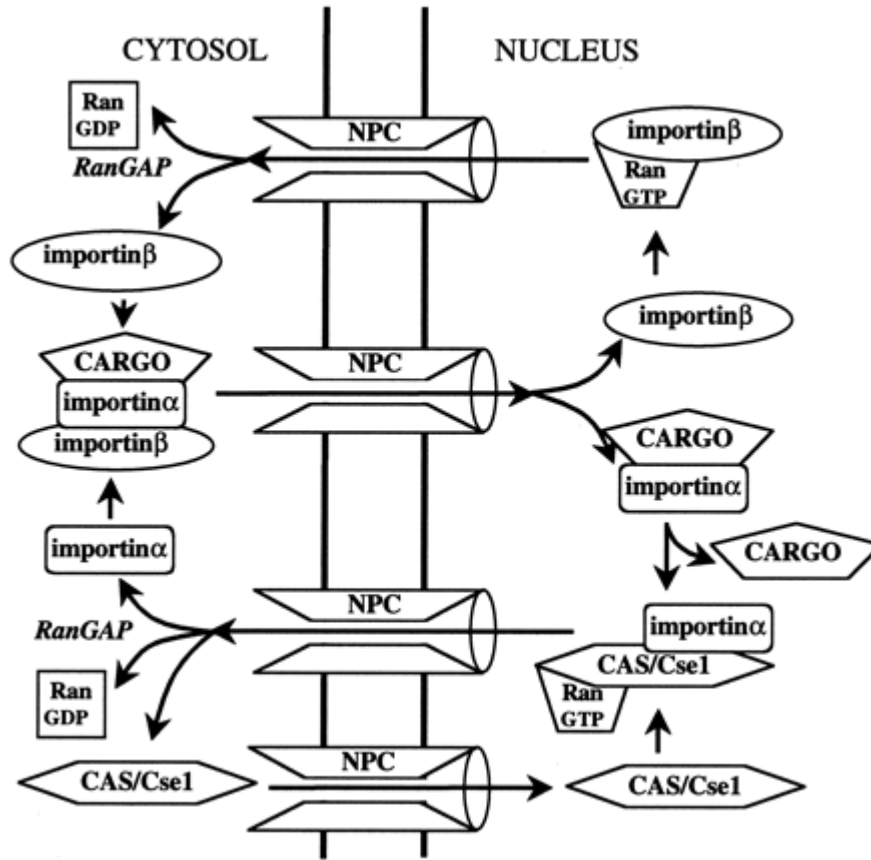 CYTOSOL
NUCLEUS
Ran
GDP
RanGAP
NPC
importinβ
Ran
GTP
importinβ
importinβ
CARGO
importinα
importinβ
NPC
CARGO
importinα
CARGO
importinα
RanGAP
NPC
importinα
CAS/Cse1
Ran
GTP
Ran
GDP
CAS/Cse1
NPC
CAS/Cse1